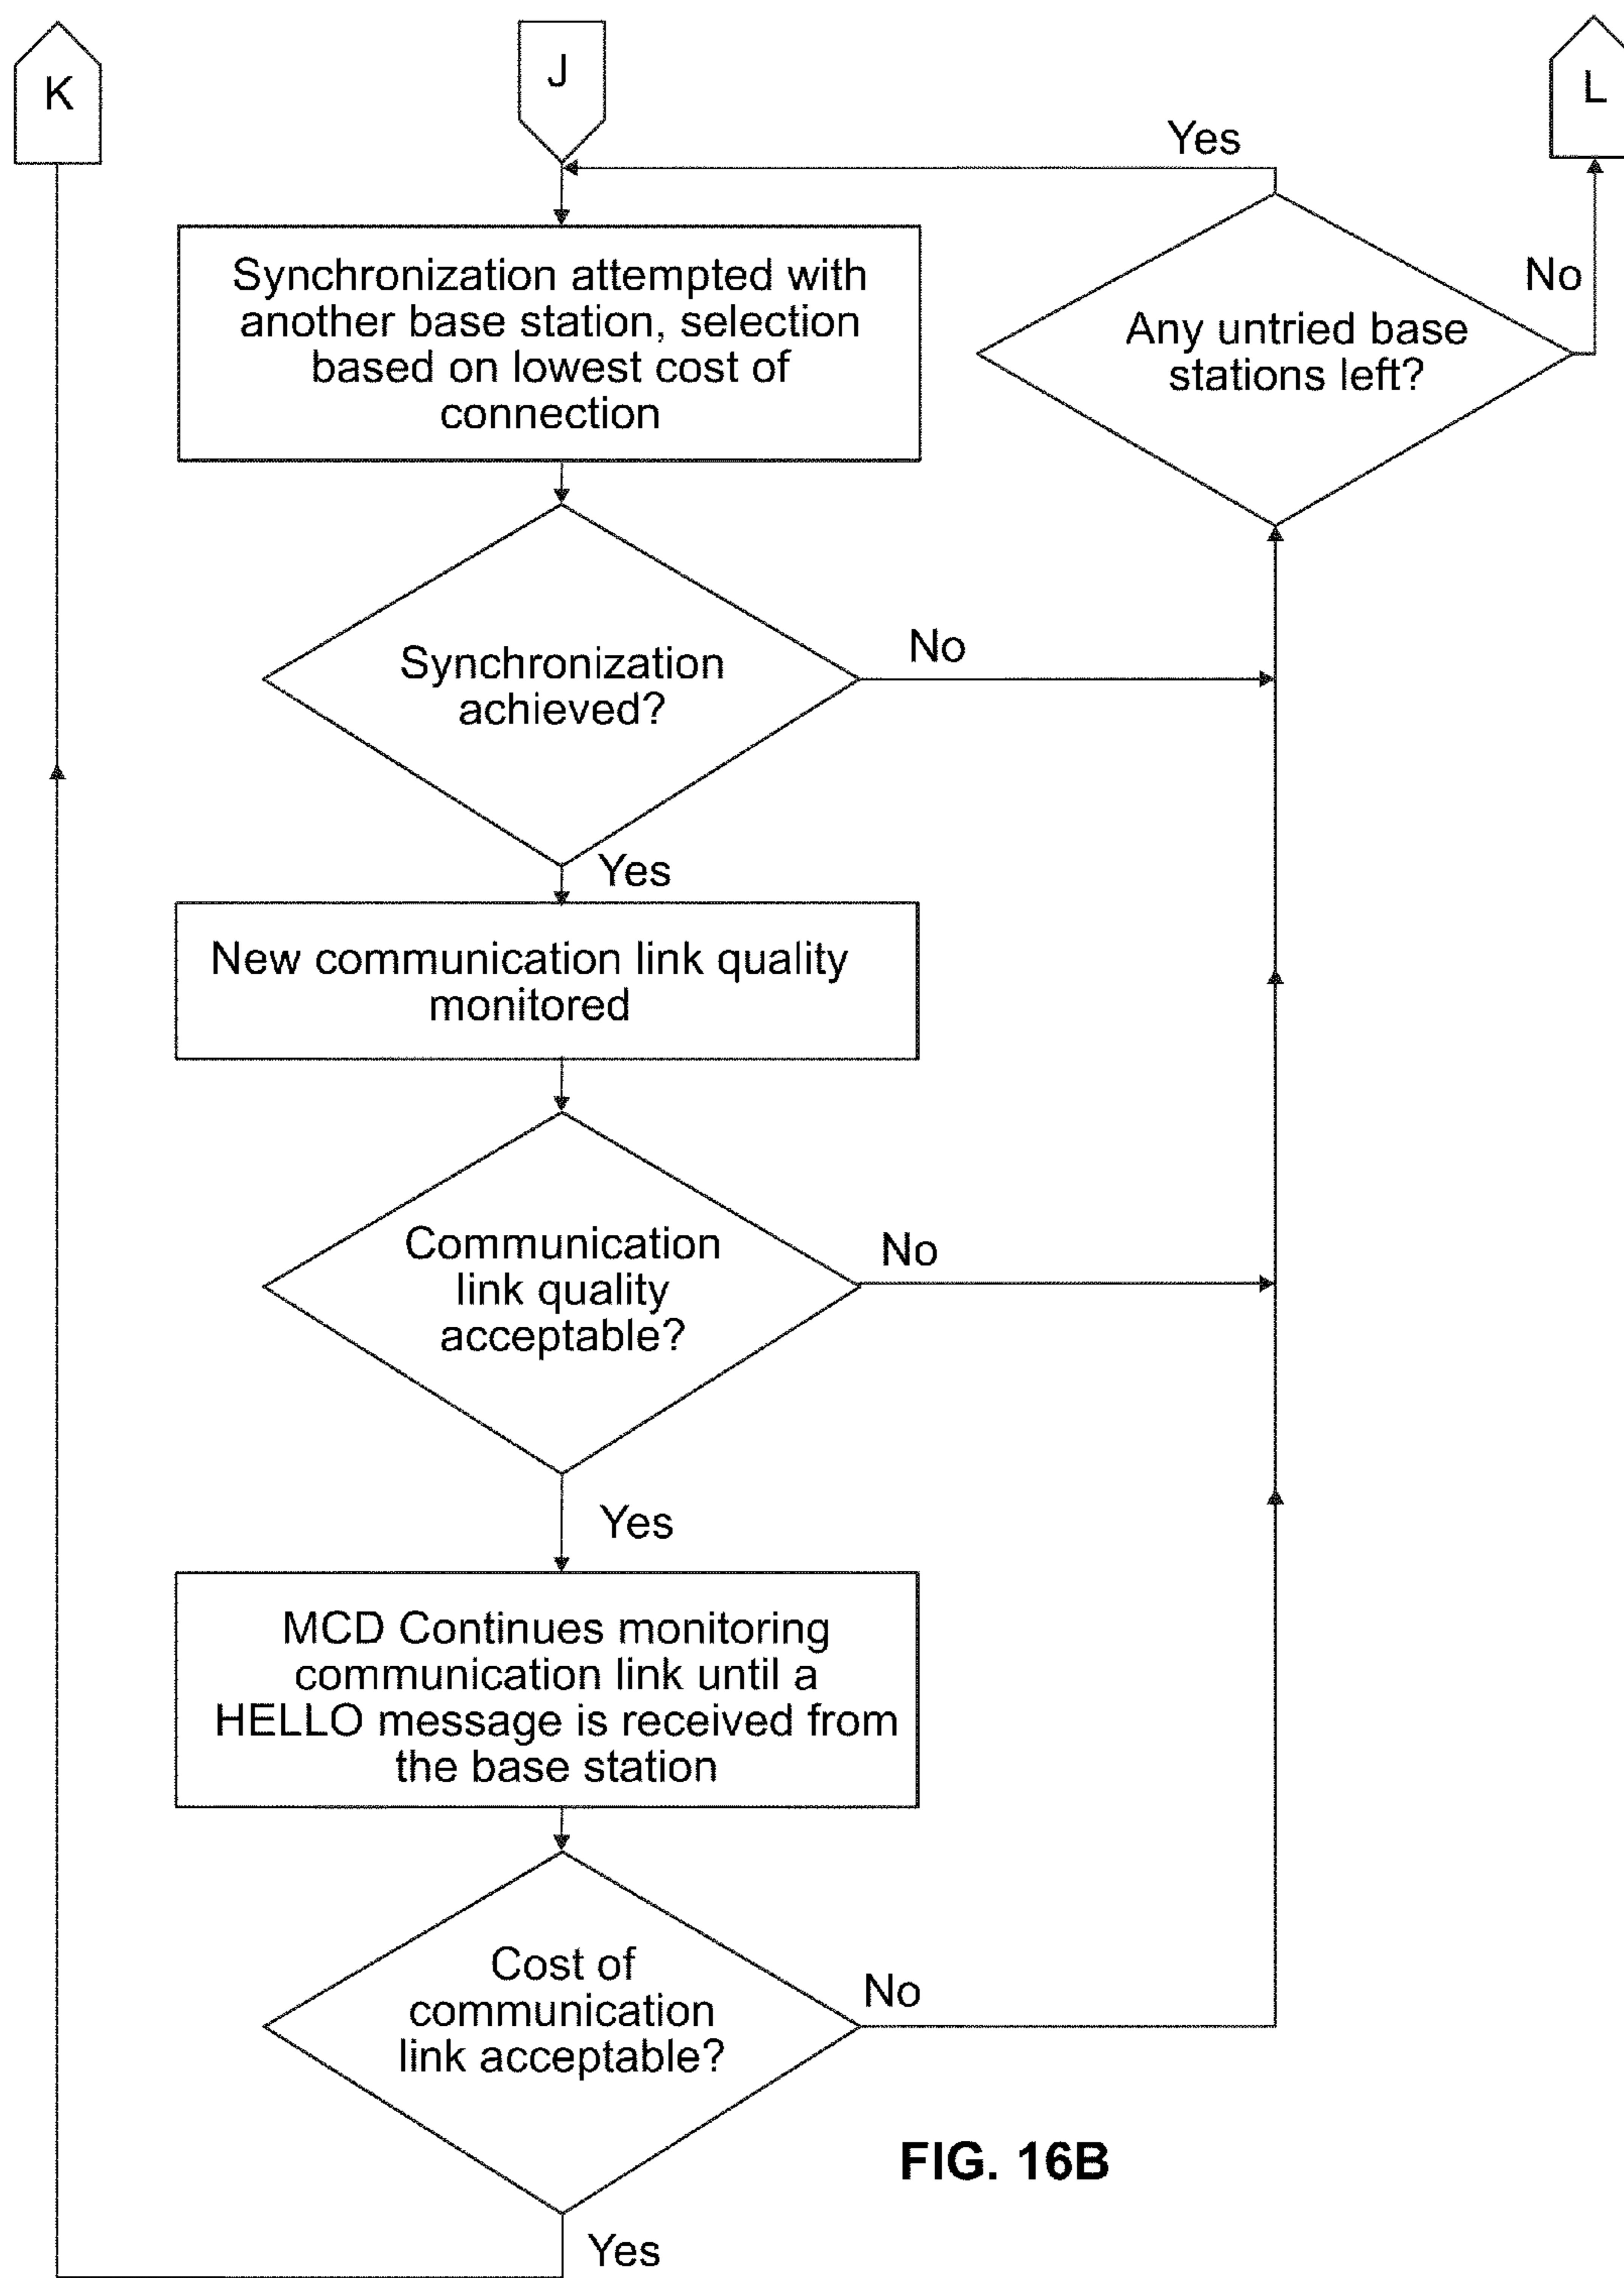 K
J
L
Yes
Synchronization attempted with
another base station, selection
based on lowest cost of
connection
No
Any untried base
stations left?
Synchronization
achieved?
No
Yes
New communication link quality
monitored
Communication
link quality
acceptable?
No
Yes
MCD Continues monitoring
communication link until a
HELLO message is received from
the base station
Cost of
communication
link acceptable?
No
Yes
FIG. 16B